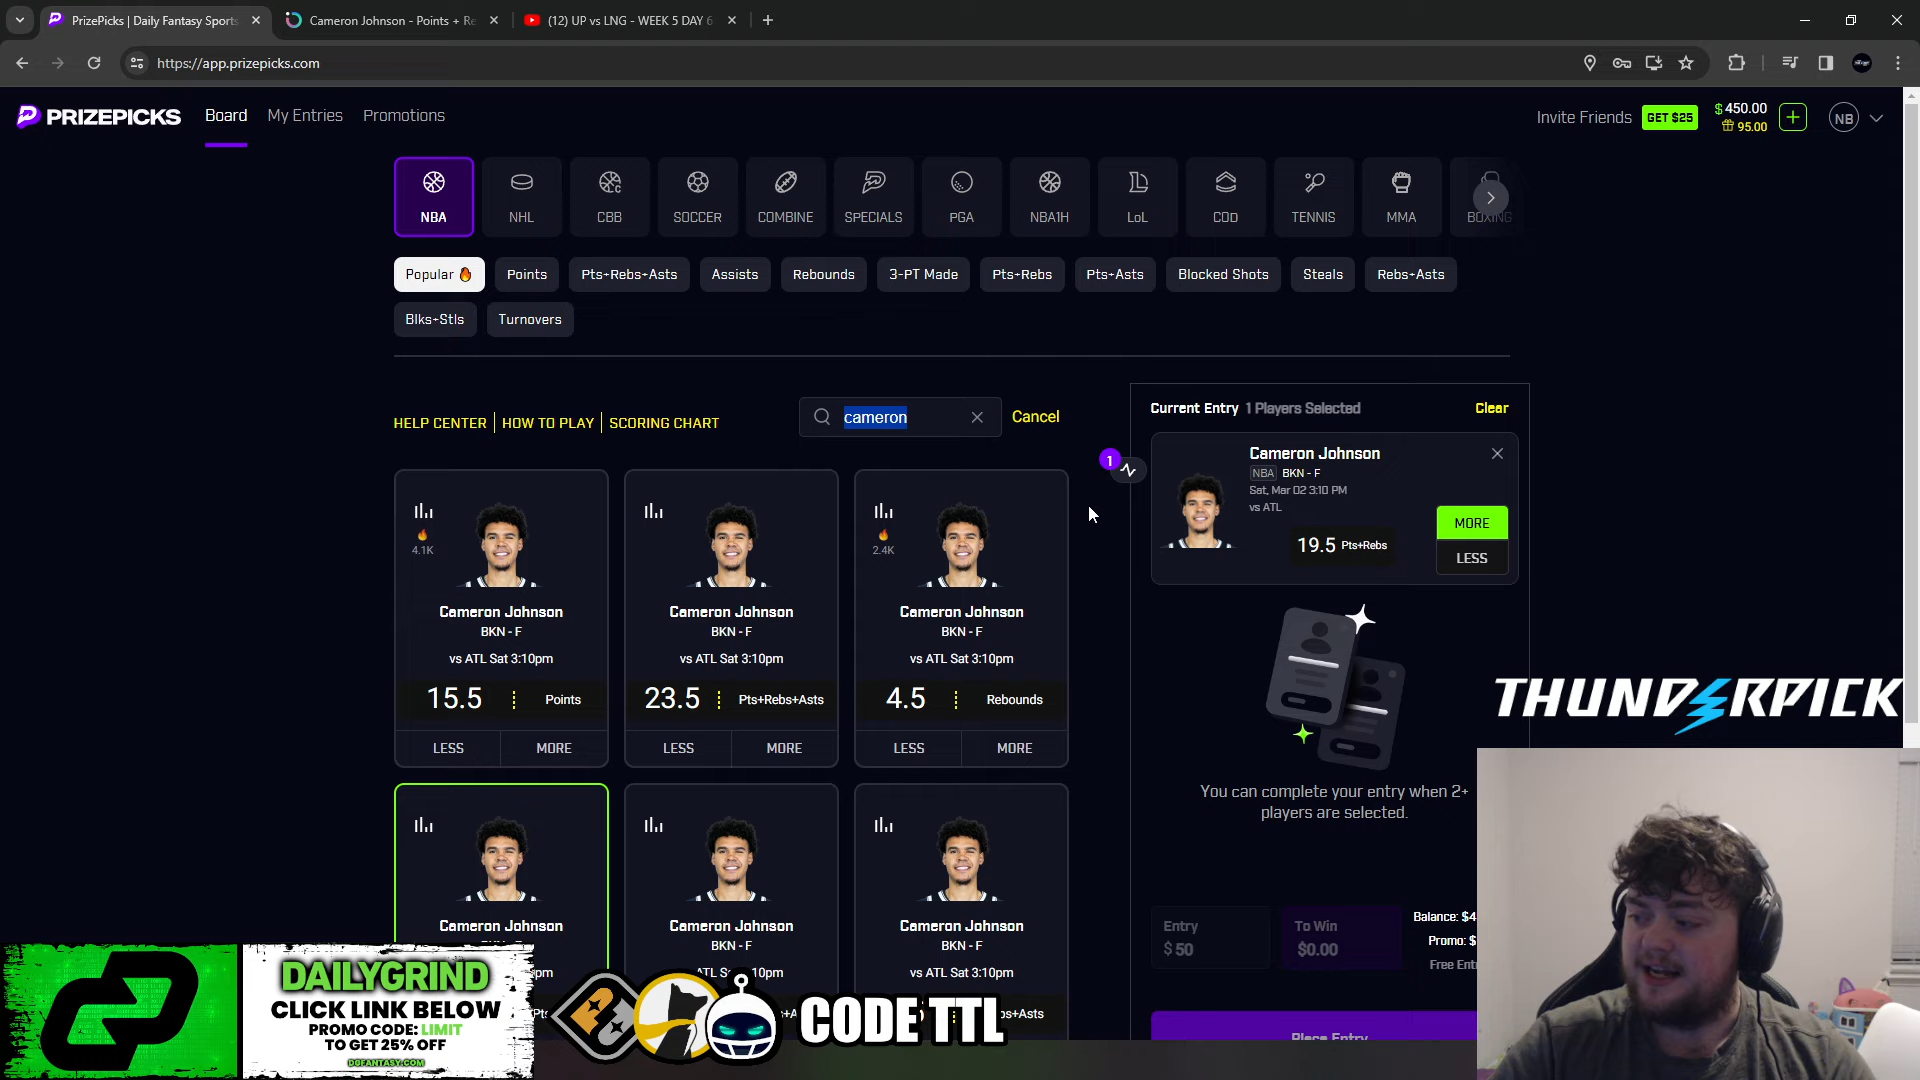 PrizePicks | Daily Fantasy Sports
Cameron Johnson - Points + Re
(12) UP vs LNG - WEEK 5 DAY 6
https://app.prizepicks.com
PRIZEPICKS
Board
My Entries
Promotions
Invite Friends
GET $25
$ 450.00
95.00
NB
NBA
NHL
CBB
SOCCER
COMBINE
SPECIALS
PGA
NBA1H
LoL
COD
TENNIS
MMA
BOXING
Popular
Points
Pts+Rebs+Asts
Assists
Rebounds
3-PT Made
Pts+Rebs
Pts+Asts
Blocked Shots
Steals
Rebs+Asts
Blks+Stls
Turnovers
HELP CENTER
HOW TO PLAY
SCORING CHART
cameron
Cancel
4.1K
Cameron Johnson
BKN - F
vs ATL Sat 3:10pm
15.5 Points
LESS MORE
Cameron Johnson
BKN - F
vs ATL Sat 3:10pm
23.5 Pts+Rebs+Asts
LESS MORE
2.4K
Cameron Johnson
BKN - F
vs ATL Sat 3:10pm
4.5 Rebounds
LESS MORE
Cameron Johnson
Cameron Johnson
BKN - F
Cameron Johnson
BKN - F
vs ATL Sat 3:10pm
Current Entry 1 Players Selected
Clear
1
Cameron Johnson
NBA BKN - F
Sat, Mar 02 3:10 PM
vs ATL
19.5 Pts+Rebs
MORE
LESS
You can complete your entry when 2+
players are selected.
Entry
$ 50
To Win
$0.00
Balance: $4
Promo: $
Free Ent
Place Entry
THUNDERPICK
DAILYGRIND
CLICK LINK BELOW
PROMO CODE: LIMIT
TO GET 25% OFF
DGFANTASY.COM
CODE TTL